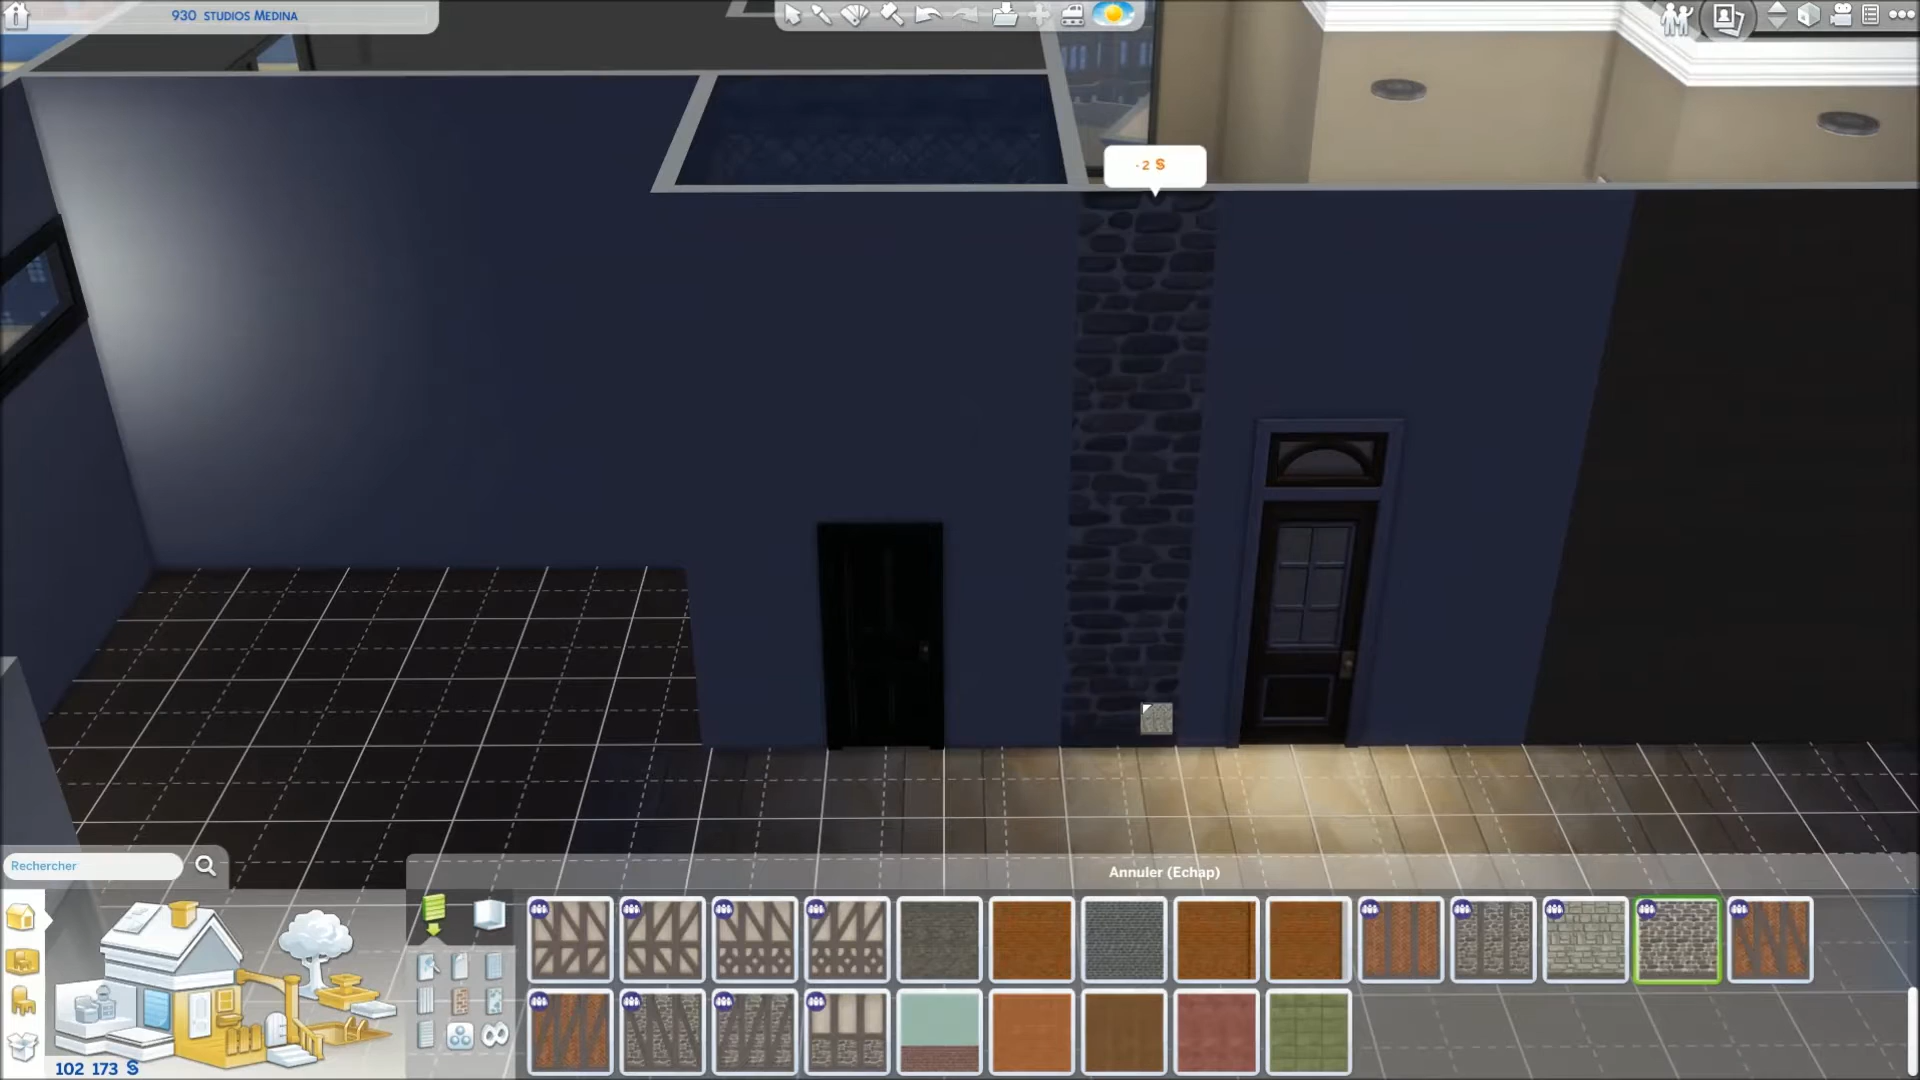 930 STUDIOS MEDINA
-2 $
Annuler (Echap)
Rechercher
102 173 $